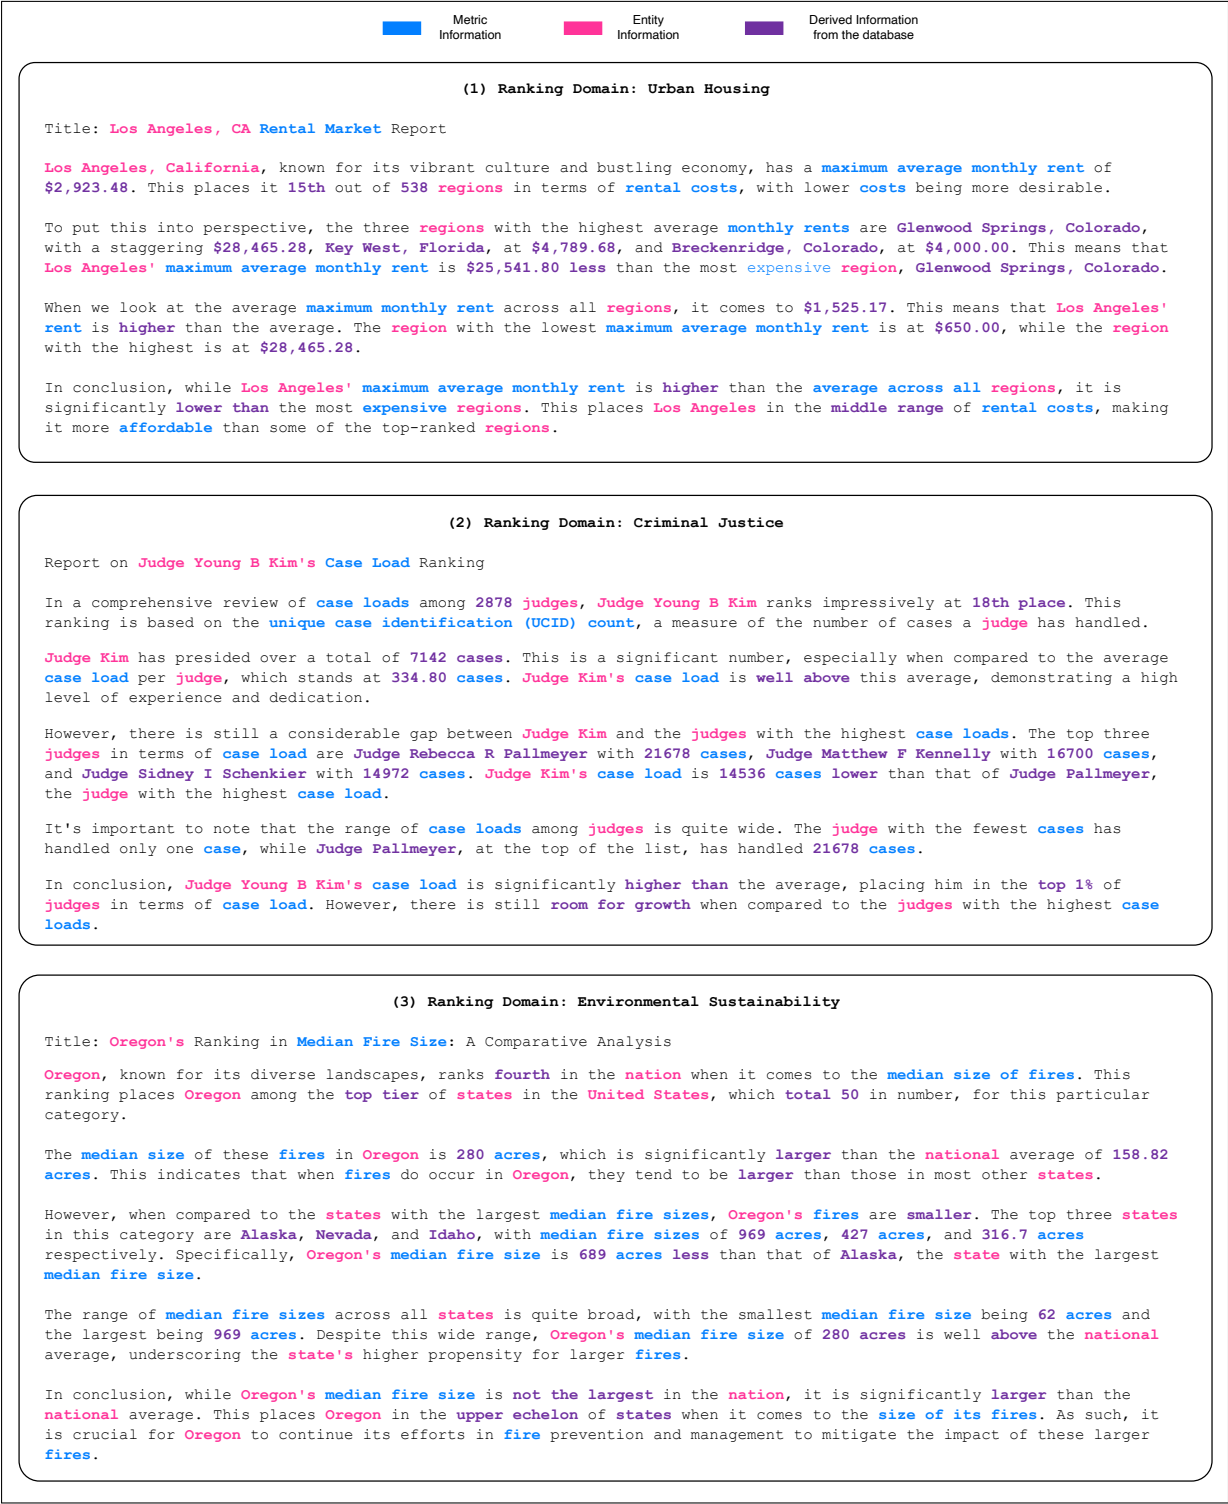 Metric
Information
Entity
Information
Derived Information
from the database
(1) Ranking Domain: Urban Housing
Title: Los Angeles, CA Rental Market Report
Los Angeles, California, known for its vibrant culture and bustling economy, has a maximum average monthly rent of
$2,923.48. This places it 15th out of 538 regions in terms of rental costs, with lower costs being more desirable.
To put this into perspective, the three regions with the highest average monthly rents are Glenwood Springs, Colorado,
with a staggering $28,465.28, Key West, Florida, at $4,789.68, and Breckenridge, Colorado, at $4,000.00. This means that
Los Angeles' maximum average monthly rent is $25,541.80 less than the most expensive region, Glenwood Springs, Colorado.
When we look at the average maximum monthly rent across all regions, it comes to $1,525.17. This means that Los Angeles'
rent is higher than the average. The region with the lowest maximum average monthly rent is at $650.00, while the region
with the highest is at $28,465.28.
In conclusion, while Los Angeles' maximum average monthly rent is higher than the average across all regions, it is
significantly lower than the most expensive regions. This places Los Angeles in the middle range of rental costs, making
it more affordable than some of the top-ranked regions.
(2) Ranking Domain: Criminal Justice
Report on Judge Young B Kim's Case Load Ranking
In a comprehensive review of case loads among 2878 judges, Judge Young B Kim ranks impressively at 18th place. This
ranking is based on the unique case identification (UCID) count, a measure of the number of cases a judge has handled.
Judge Kim has presided over a total of 7142 cases. This is a significant number, especially when compared to the average
case load per judge, which stands at 334.80 cases. Judge Kim's case load is well above this average, demonstrating a high
level of experience and dedication.
However, there is still a considerable gap between Judge Kim and the judges with the highest case loads. The top three
judges in terms of case load are Judge Rebecca R Pallmeyer with 21678 cases, Judge Matthew F Kennelly with 16700 cases,
and Judge Sidney I Schenkier with 14972 cases. Judge Kim's case load is 14536 cases lower than that of Judge Pallmeyer,
the judge with the highest case load.
It's important to note that the range of case loads among judges is quite wide. The judge with the fewest cases has
handled only one case, while Judge Pallmeyer, at the top of the list, has handled 21678 cases.
In conclusion, Judge Young B Kim's case load is significantly higher than the average, placing him in the top 1% of
judges in terms of case load. However, there is still room for growth when compared to the judges with the highest case
loads.
(3) Ranking Domain: Environmental Sustainability
Title: Oregon's Ranking in Median Fire Size: A Comparative Analysis
Oregon, known for its diverse landscapes, ranks fourth in the nation when it comes to the median size of fires. This
ranking places Oregon among the top tier of states in the United States, which total 50 in number, for this particular
category.
The median size of these fires in Oregon is 280 acres, which is significantly larger than the national average of 158.82
acres. This indicates that when fires do occur in Oregon, they tend to be larger than those in most other states.
However, when compared to the states with the largest median fire sizes, Oregon's fires are smaller. The top three states
in this category are Alaska, Nevada, and Idaho, with median fire sizes of 969 acres, 427 acres, and 316.7 acres
respectively. Specifically, Oregon's median fire size is 689 acres less than that of Alaska, the state with the largest
median fire size.
The range of median fire sizes across all states is quite broad, with the smallest median fire size being 62 acres and
the largest being 969 acres. Despite this wide range, Oregon's median fire size of 280 acres is well above the national
average, underscoring the state's higher propensity for larger fires.
In conclusion, while Oregon's median fire size is not the largest in the nation, it is significantly larger than the
national average. This places Oregon in the upper echelon of states when it comes to the size of its fires. As such, it
is crucial for Oregon to continue its efforts in fire prevention and management to mitigate the impact of these larger
fires.